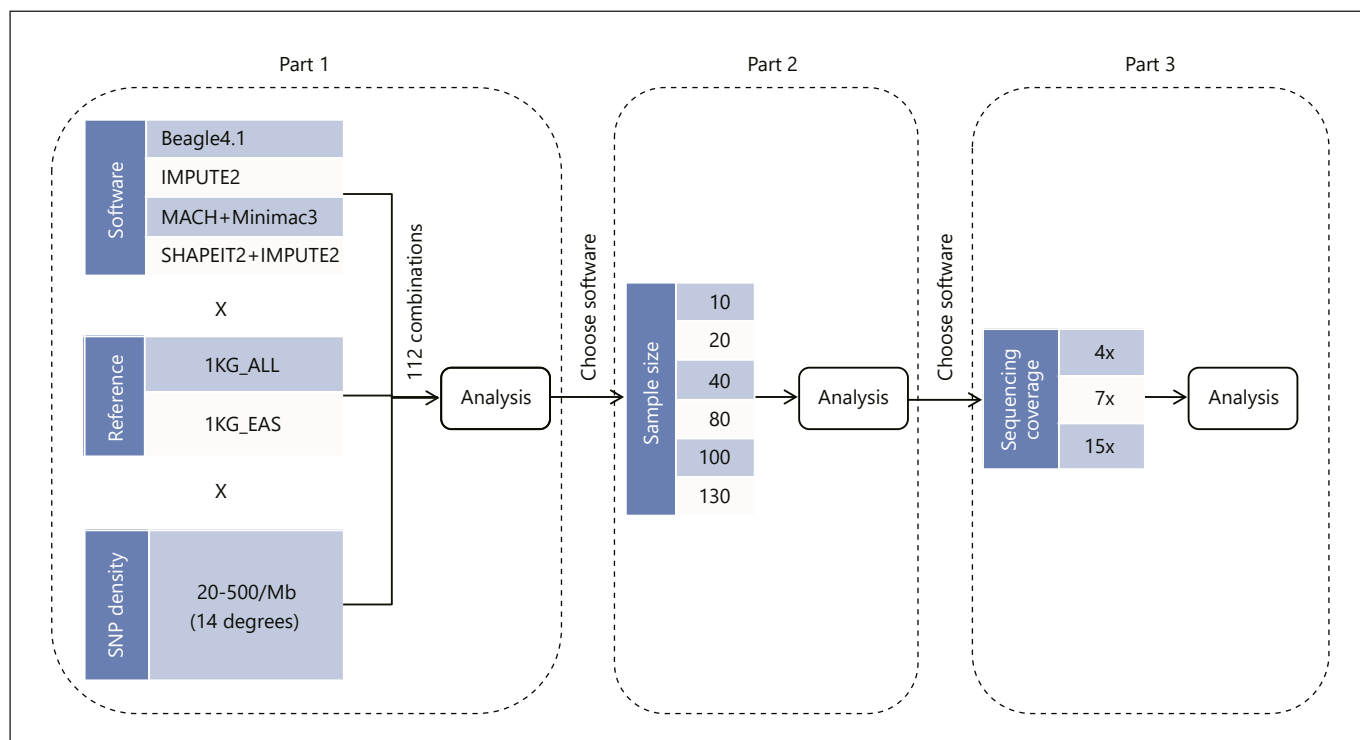 Part 1
Software
Beagle4.1
IMPUTE2
MACH+Minimac3
SHAPEIT2+IMPUTE2
X
Reference
1KG_ALL
1KG_EAS
X
SNP density
20-500/Mb
(14 degrees)
112 combinations
Analysis
Choose software
Part 2
Sample size
10
20
40
80
100
130
Analysis
Choose software
Part 3
Sequencing
coverage
4x
7x
15x
Analysis